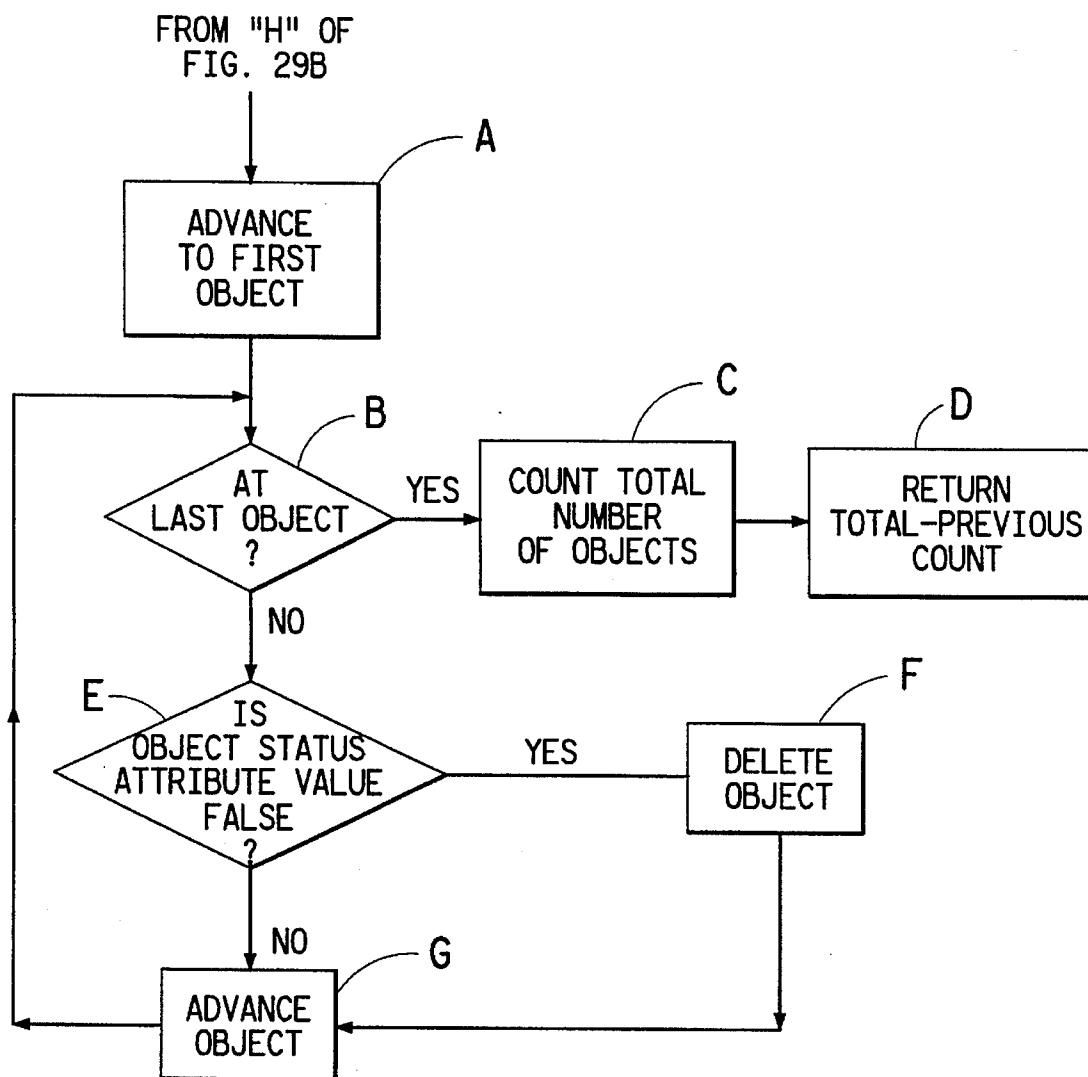 FROM "H" OF
FIG. 29B
A
ADVANCE
TO FIRST
OBJECT
B
AT
LAST OBJECT
?
YES
C
COUNT TOTAL
NUMBER
OF OBJECTS
D
RETURN
TOTAL-PREVIOUS
COUNT
NO
E
IS
OBJECT STATUS
ATTRIBUTE VALUE
FALSE
?
YES
F
DELETE
OBJECT
NO
G
ADVANCE
OBJECT